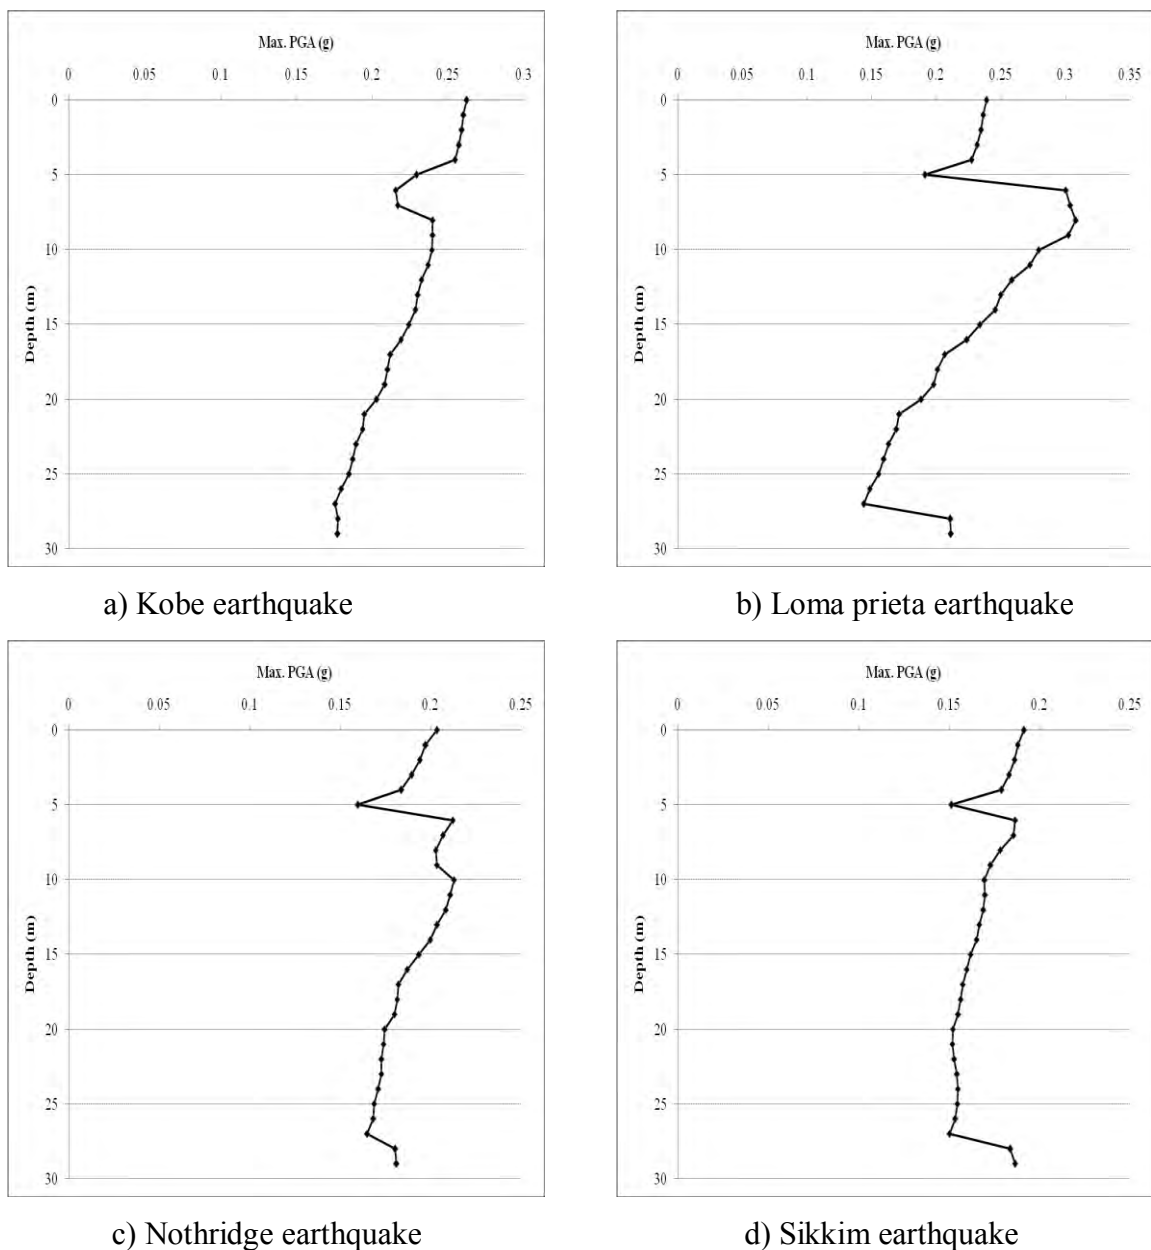 Max. PGA (g)
0 0.05 0.1 0.15 0.2 0.25 0.3
0
5
10
15
20
25
30
Depth (m)
a) Kobe earthquake
Max. PGA (g)
0 0.05 0.1 0.15 0.2 0.25 0.3 0.35
0
5
10
15
20
25
30
Depth (m)
b) Loma prieta earthquake
Max. PGA (g)
0 0.05 0.1 0.15 0.2 0.25
0
5
10
15
20
25
30
Depth (m)
c) Nothridge earthquake
Max. PGA (g)
0 0.05 0.1 0.15 0.2 0.25
0
5
10
15
20
25
30
Depth (m)
d) Sikkim earthquake